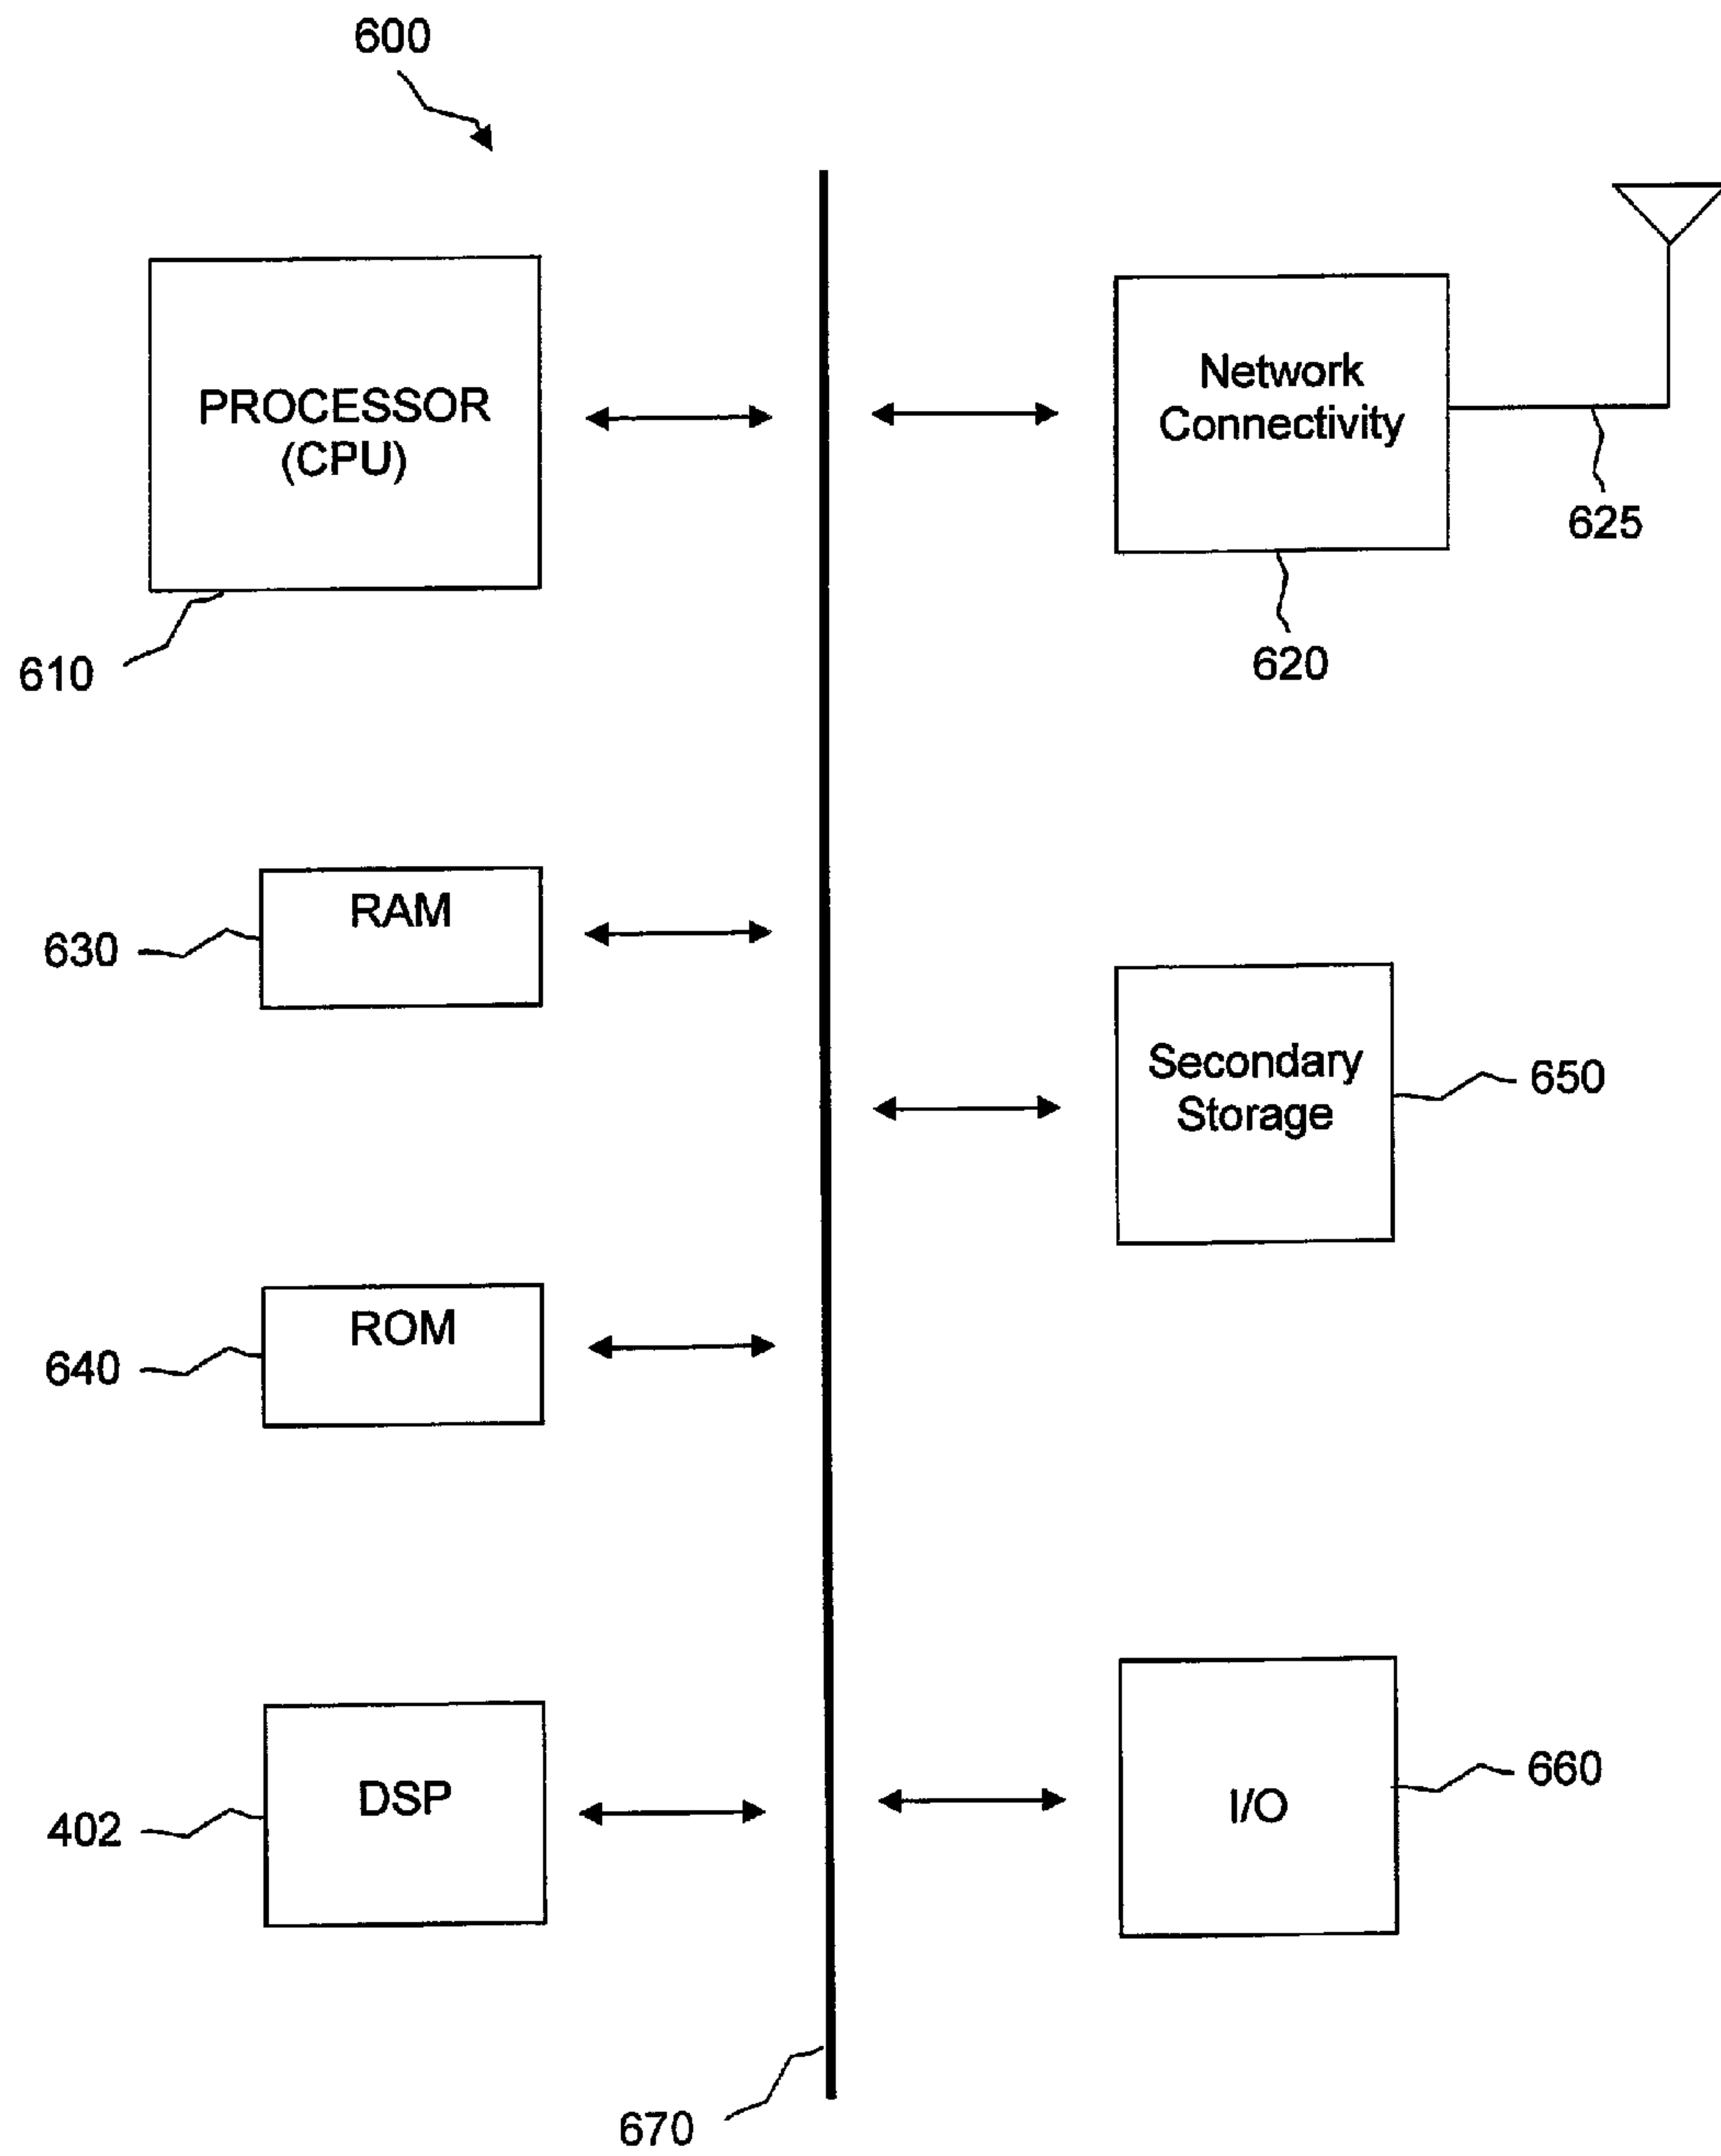 600
PROCESSOR
(CPU)
610
Network
Connectivity
625
620
RAM
630
Secondary
Storage
650
ROM
640
DSP
402
I/O
660
670